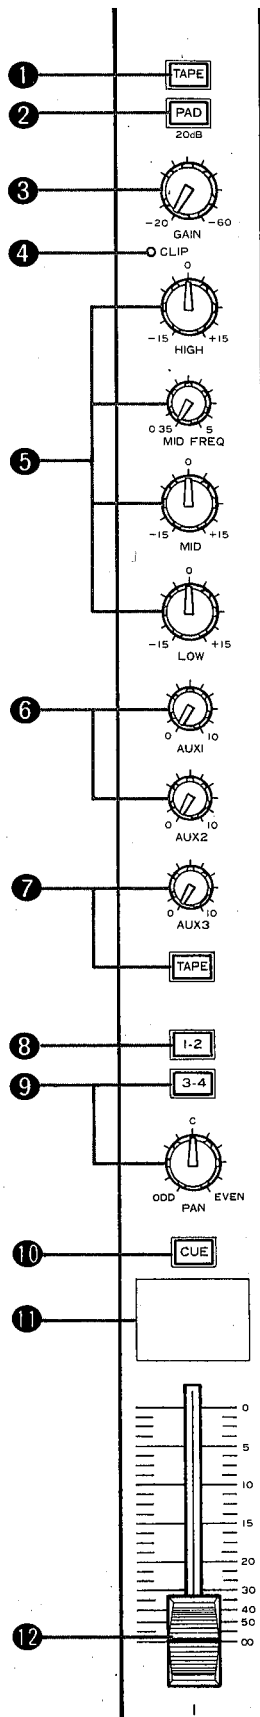 1 TAPE
2 PAD
20dB
3
-20 -60
GAIN
4 CLIP
0
-15 +15
HIGH
0.35 5
MID FREQ
5
0
-15 +15
MID
0
-15 +15
LOW
6
0 10
AUX1
0 10
AUX2
7
0 10
AUX3
TAPE
8 1-2
9 3-4
C
ODD EVEN
PAN
10 CUE
11
0
5
10
15
20
30
40
50
12 ∞
1